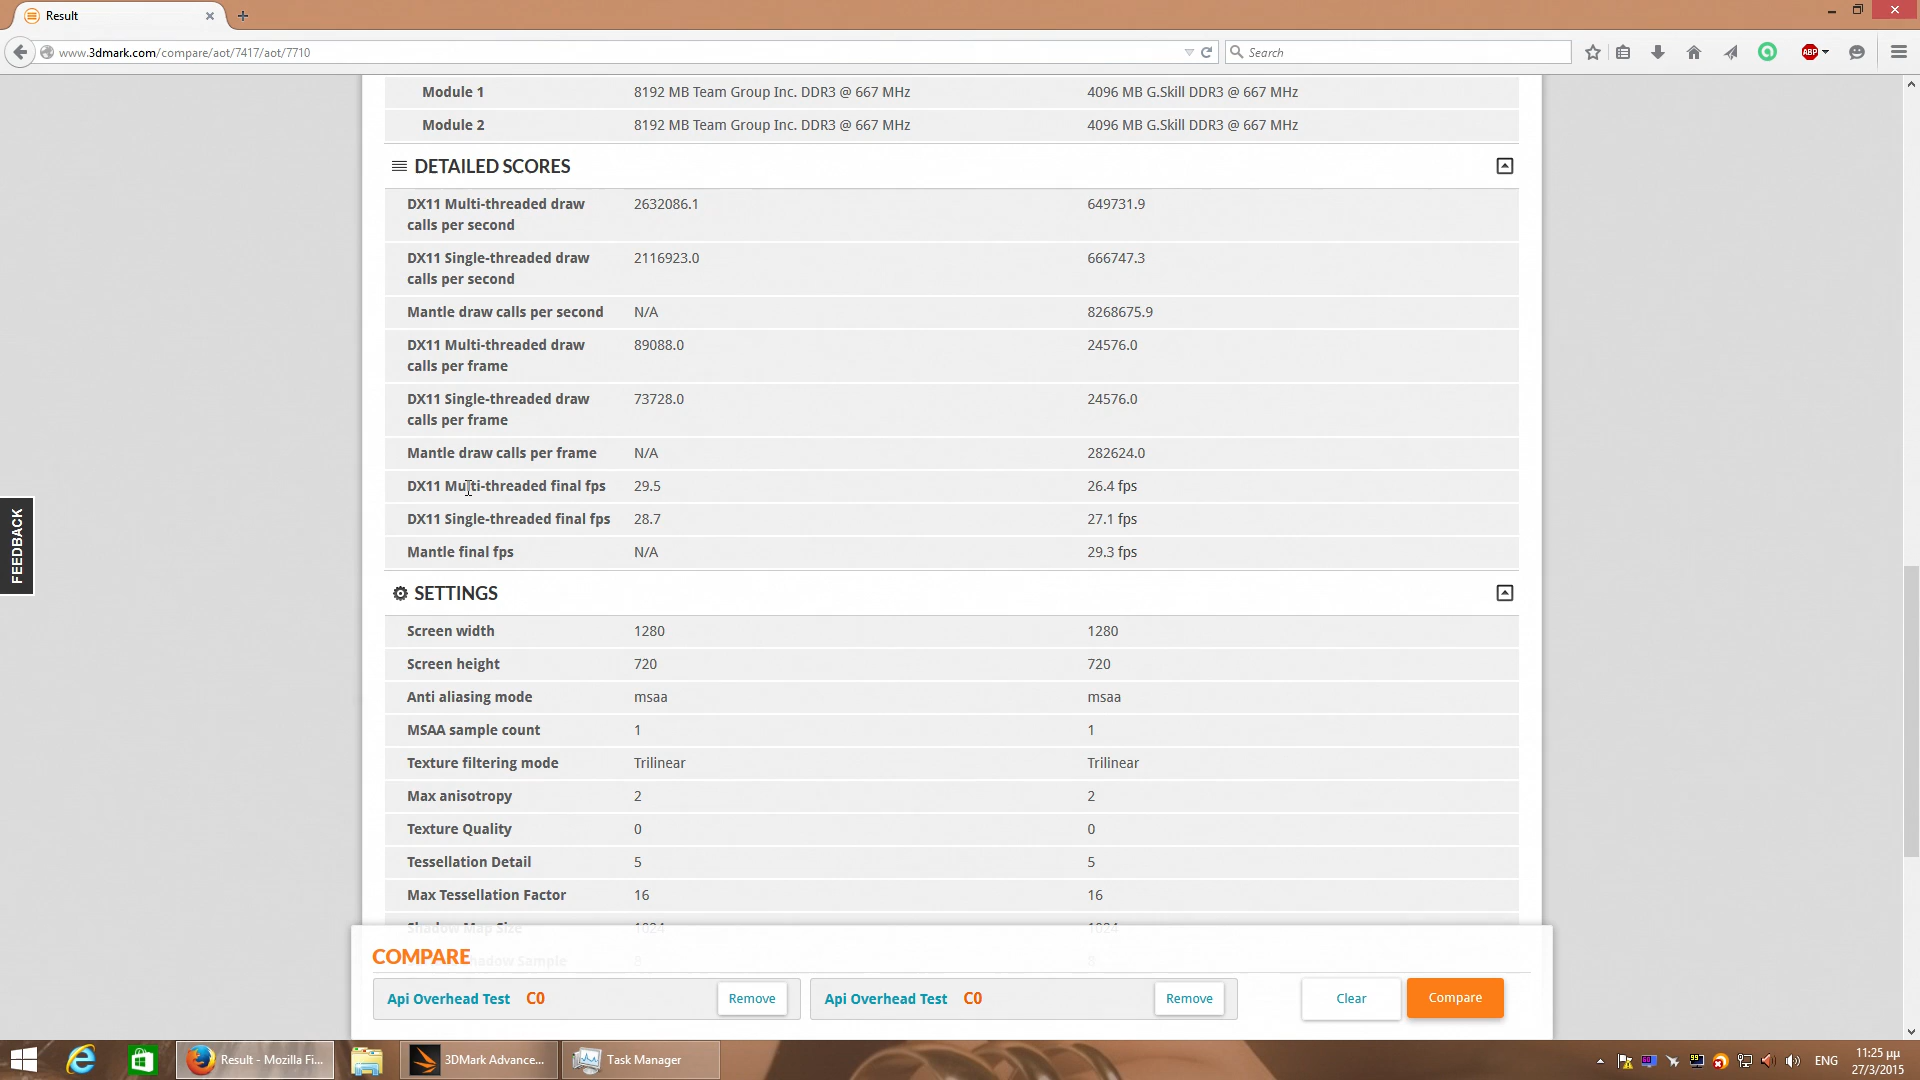 Result
www.3dmark.com/compare/aot/7417/aot/7710
Search
ABP
Module 1 8192 MB Team Group Inc. DDR3 @ 667 MHz 4096 MB G.Skill DDR3 @ 667 MHz
Module 2 8192 MB Team Group Inc. DDR3 @ 667 MHz 4096 MB G.Skill DDR3 @ 667 MHz
DETAILED SCORES
DX11 Multi-threaded draw 2632086.1 649731.9
calls per second
DX11 Single-threaded draw 2116923.0 666747.3
calls per second
Mantle draw calls per second N/A 8268675.9
DX11 Multi-threaded draw 89088.0 24576.0
calls per frame
DX11 Single-threaded draw 73728.0 24576.0
calls per frame
Mantle draw calls per frame N/A 282624.0
DX11 Multi-threaded final fps 29.5 26.4 fps
DX11 Single-threaded final fps 28.7 27.1 fps
Mantle final fps N/A 29.3 fps
FEEDBACK
SETTINGS
Screen width 1280 1280
Screen height 720 720
Anti aliasing mode msaa msaa
MSAA sample count 1 1
Texture filtering mode Trilinear Trilinear
Max anisotropy 2 2
Texture Quality 0 0
Tessellation Detail 5 5
Max Tessellation Factor 16 16
Shadow Map Size 1024 1024
COMPARE
adow Sample 8 8
Api Overhead Test C0 Remove Api Overhead Test C0 Remove Clear Compare
Result - Mozilla Fi... 3DMark Advance... Task Manager ENG 11:25 μμ
27/3/2015